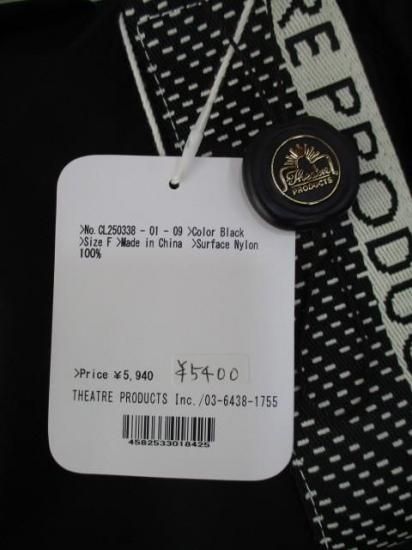 RE PRODUC
Theatre
PRODUCTS
>No. CL250338 - 01 - 09 >Color Black
>Size F >Made in China >Surface Nylon
100%
>Price ¥5,940 ¥5400
THEATRE PRODUCTS Inc./03-6438-1755
4582533018425